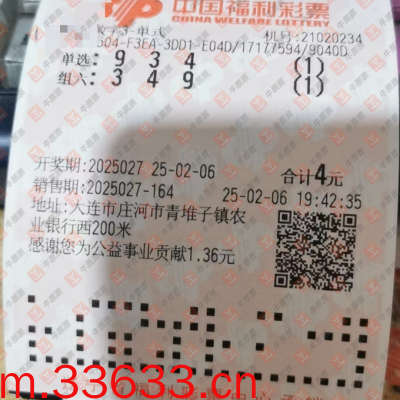 中国福利彩票
CHINA WELFARE LOTTERY
机号:21020234
504-F3EA-3DD1-E04D/17177594/9040D
单选: 9 3 4 (1)
组六: 3 4 9 (1)
开奖期:2025027 25-02-06 合计4元
销售期:2025027-164 25-02-06 19:42:35
地址:大连市庄河市青堆子镇农
业银行西200米
感谢您为公益事业贡献1.36元
m.33633.cn